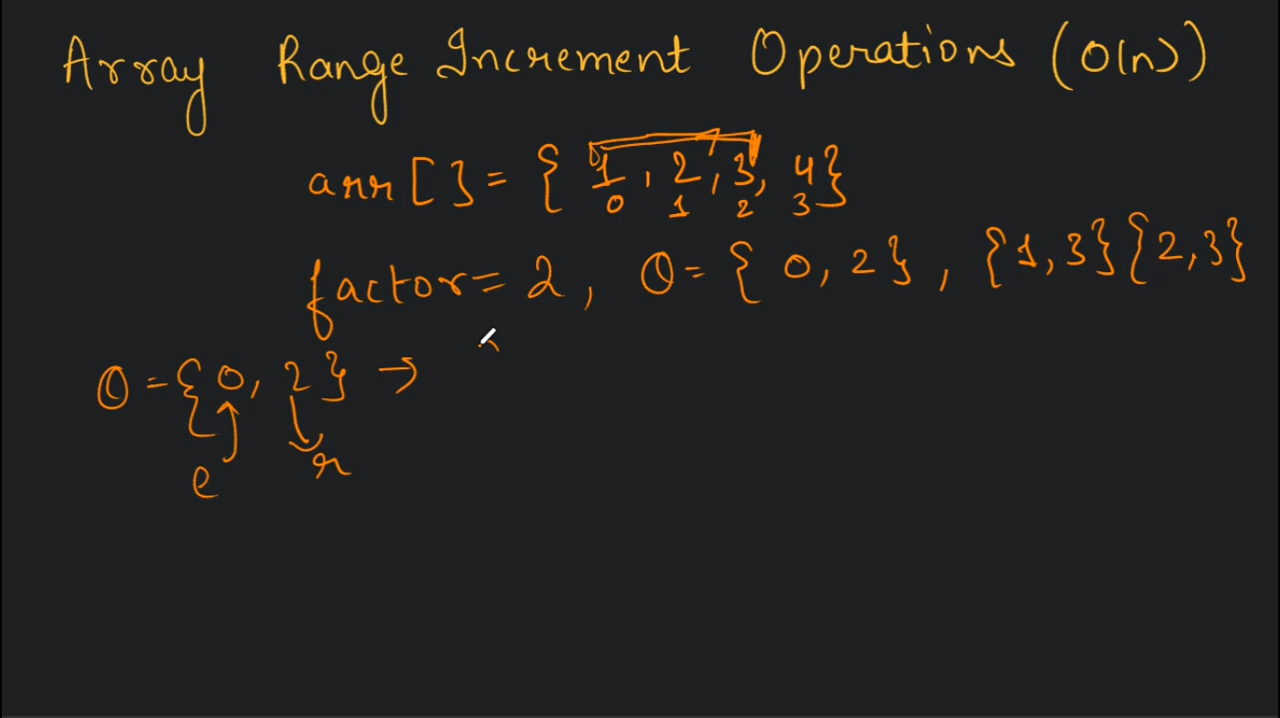 Array Range Increment Operations (O(n))
arr[] = { 1, 2, 3, 4}
0 1 2 3
factor = 2, O = { 0, 2}, {1,3}{2,3}
O = {0, 2} →
l r